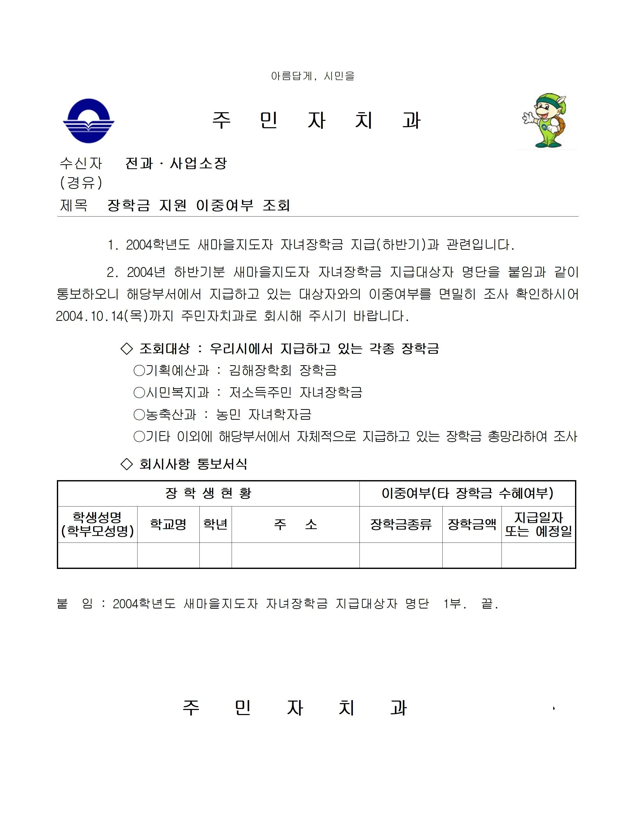 아름답게, 시민을
주 민 자 치 과
수신자 전과·사업소장
(경유)
제목 장학금 지원 이중여부 조회
1. 2004학년도 새마을지도자 자녀장학금 지급(하반기)과 관련입니다.
2. 2004년 하반기분 새마을지도자 자녀장학금 지급대상자 명단을 붙임과 같이
통보하오니 해당부서에서 지급하고 있는 대상자와의 이중여부를 면밀히 조사 확인하시어
2004.10.14(목)까지 주민자치과로 회시해 주시기 바랍니다.
◇ 조회대상 : 우리시에서 지급하고 있는 각종 장학금
○기획예산과 : 김해장학회 장학금
○시민복지과 : 저소득주민 자녀장학금
○농축산과 : 농민 자녀학자금
○기타 이외에 해당부서에서 자체적으로 지급하고 있는 장학금 총망라하여 조사
◇ 회시사항 통보서식
장 학 생 현 황 이중여부(타 장학금 수혜여부)
학생성명 (학부모성명) 학교명 학년 주 소 장학금종류 장학금액 지급일자 또는 예정일
붙 임 : 2004학년도 새마을지도자 자녀장학금 지급대상자 명단 1부. 끝.
주 민 자 치 과